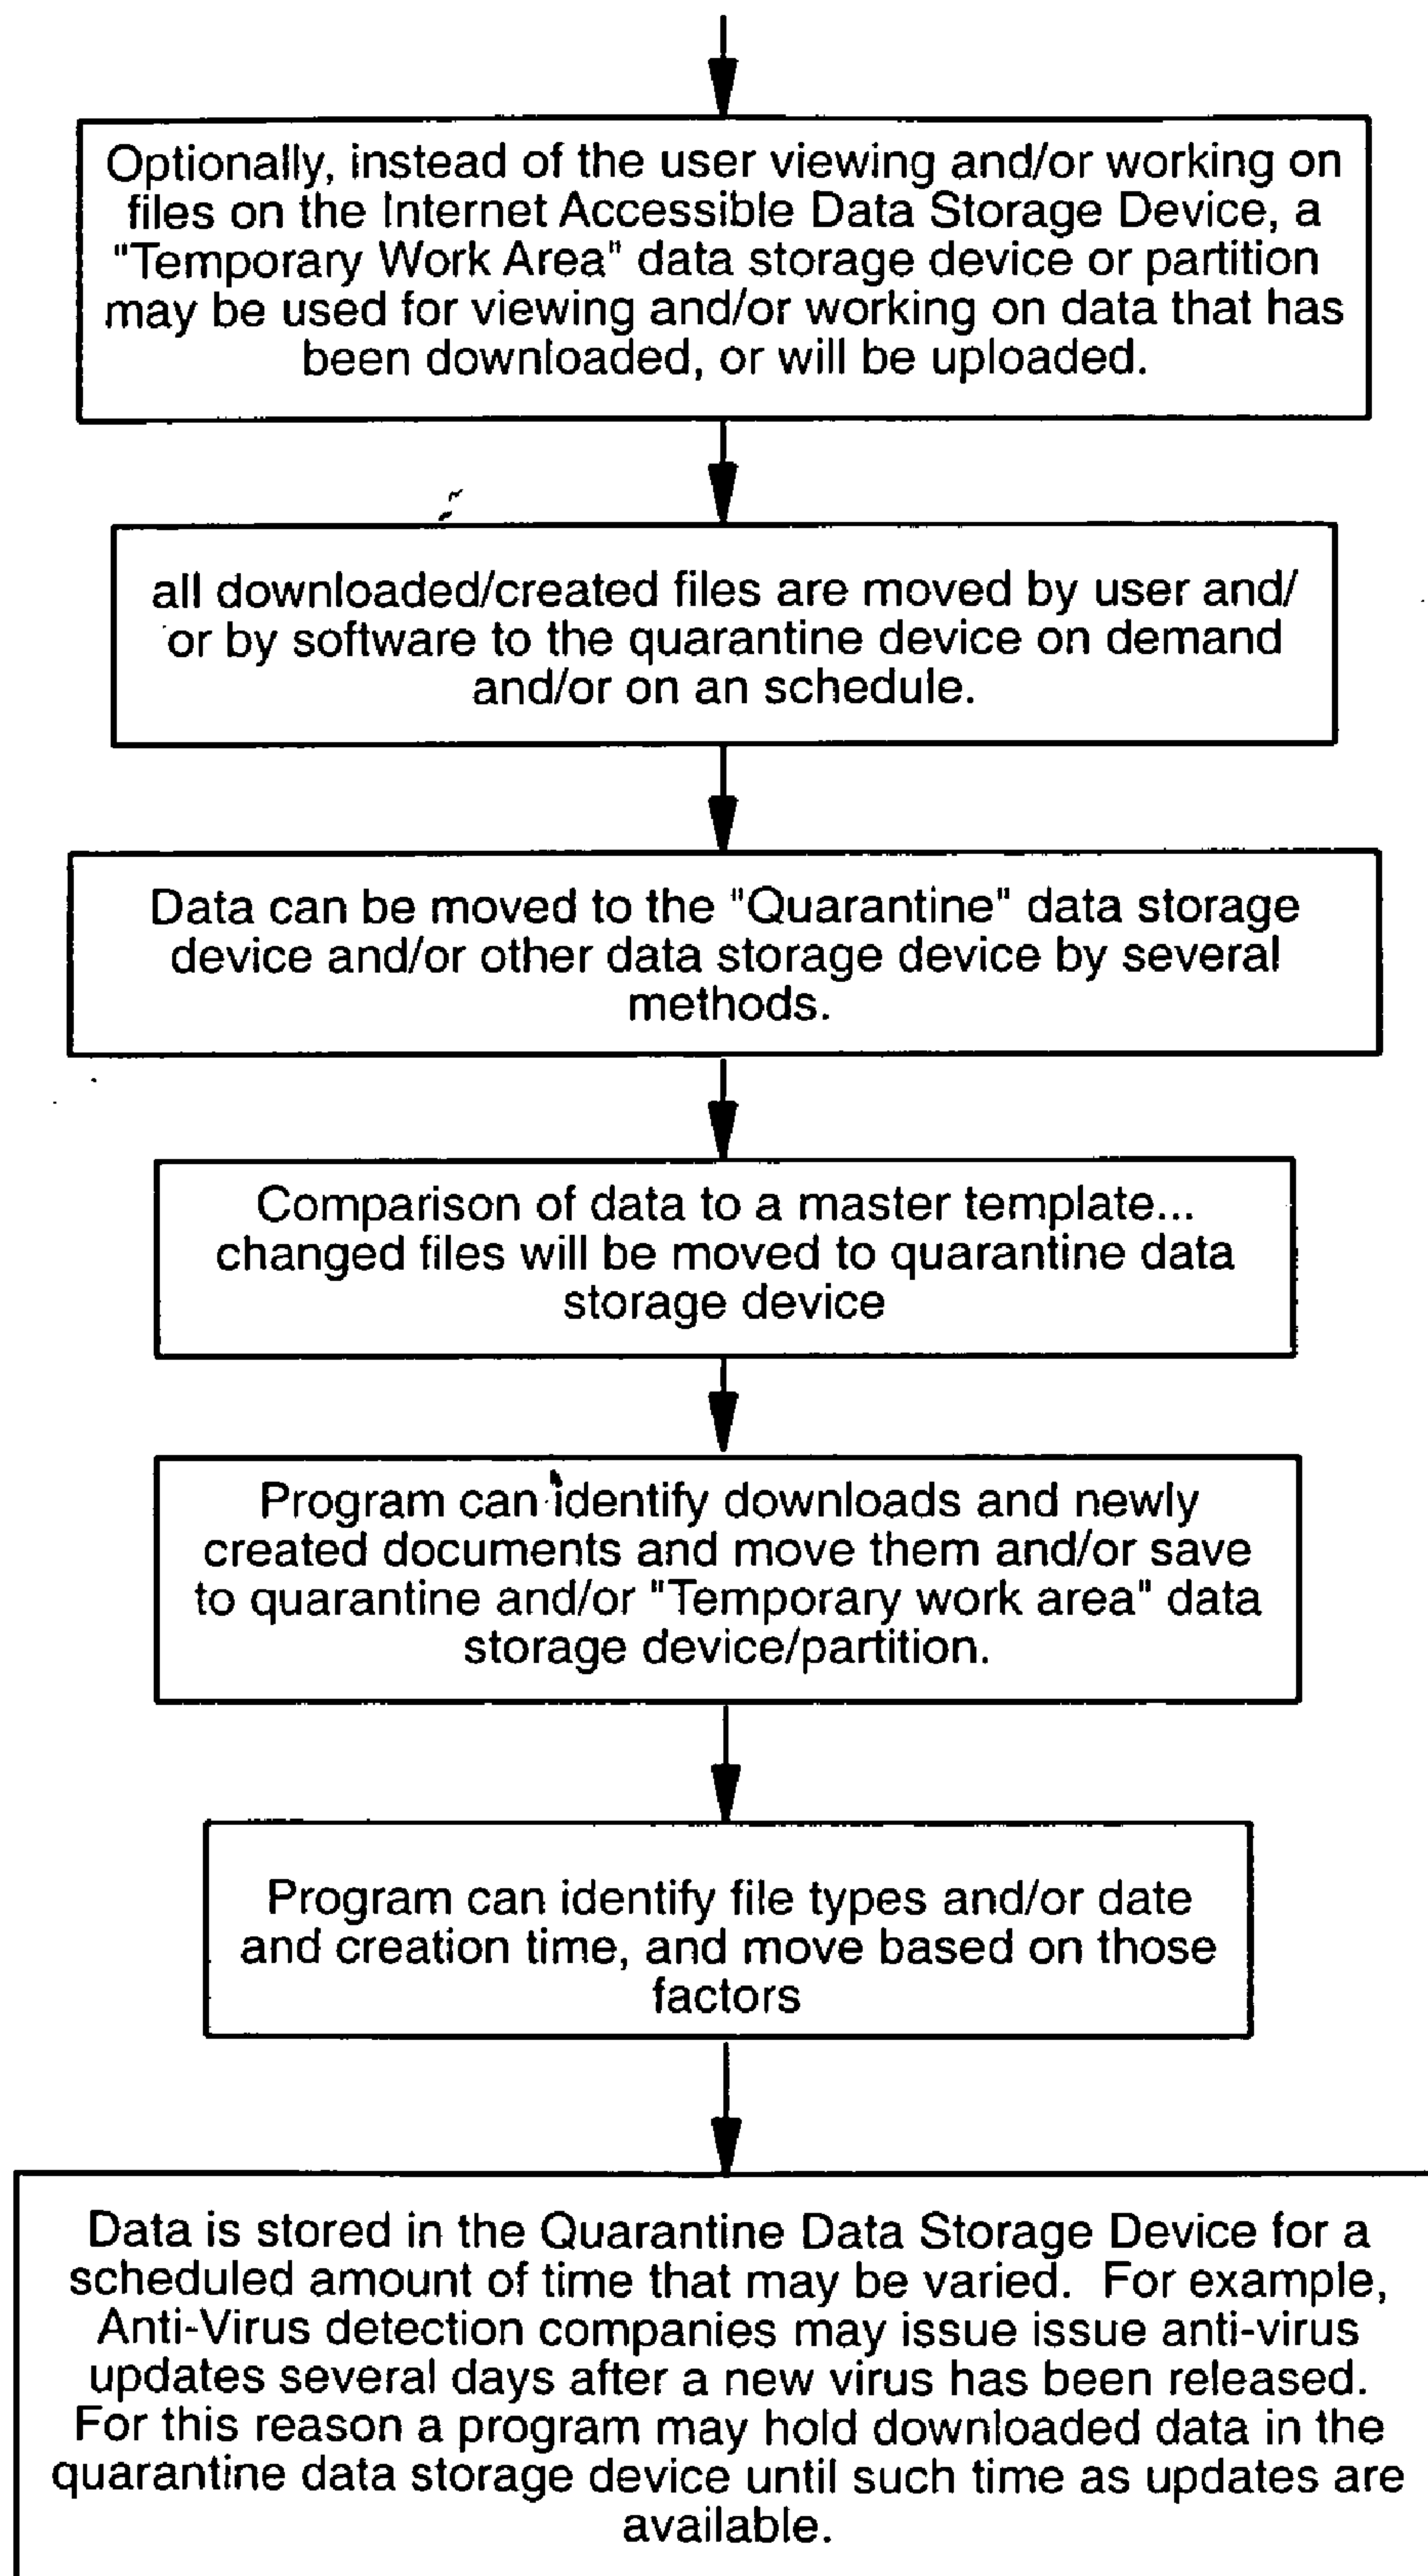 Optionally, instead of the user viewing and/or working on
files on the Internet Accessible Data Storage Device, a
"Temporary Work Area" data storage device or partition
may be used for viewing and/or working on data that has
been downloaded, or will be uploaded.
all downloaded/created files are moved by user and/
or by software to the quarantine device on demand
and/or on an schedule.
Data can be moved to the "Quarantine" data storage
device and/or other data storage device by several
methods.
Comparison of data to a master template...
changed files will be moved to quarantine data
storage device
Program can identify downloads and newly
created documents and move them and/or save
to quarantine and/or "Temporary work area" data
storage device/partition.
Program can identify file types and/or date
and creation time, and move based on those
factors
Data is stored in the Quarantine Data Storage Device for a
scheduled amount of time that may be varied.  For example,
Anti-Virus detection companies may issue issue anti-virus
updates several days after a new virus has been released.
For this reason a program may hold downloaded data in the
quarantine data storage device until such time as updates are
available.